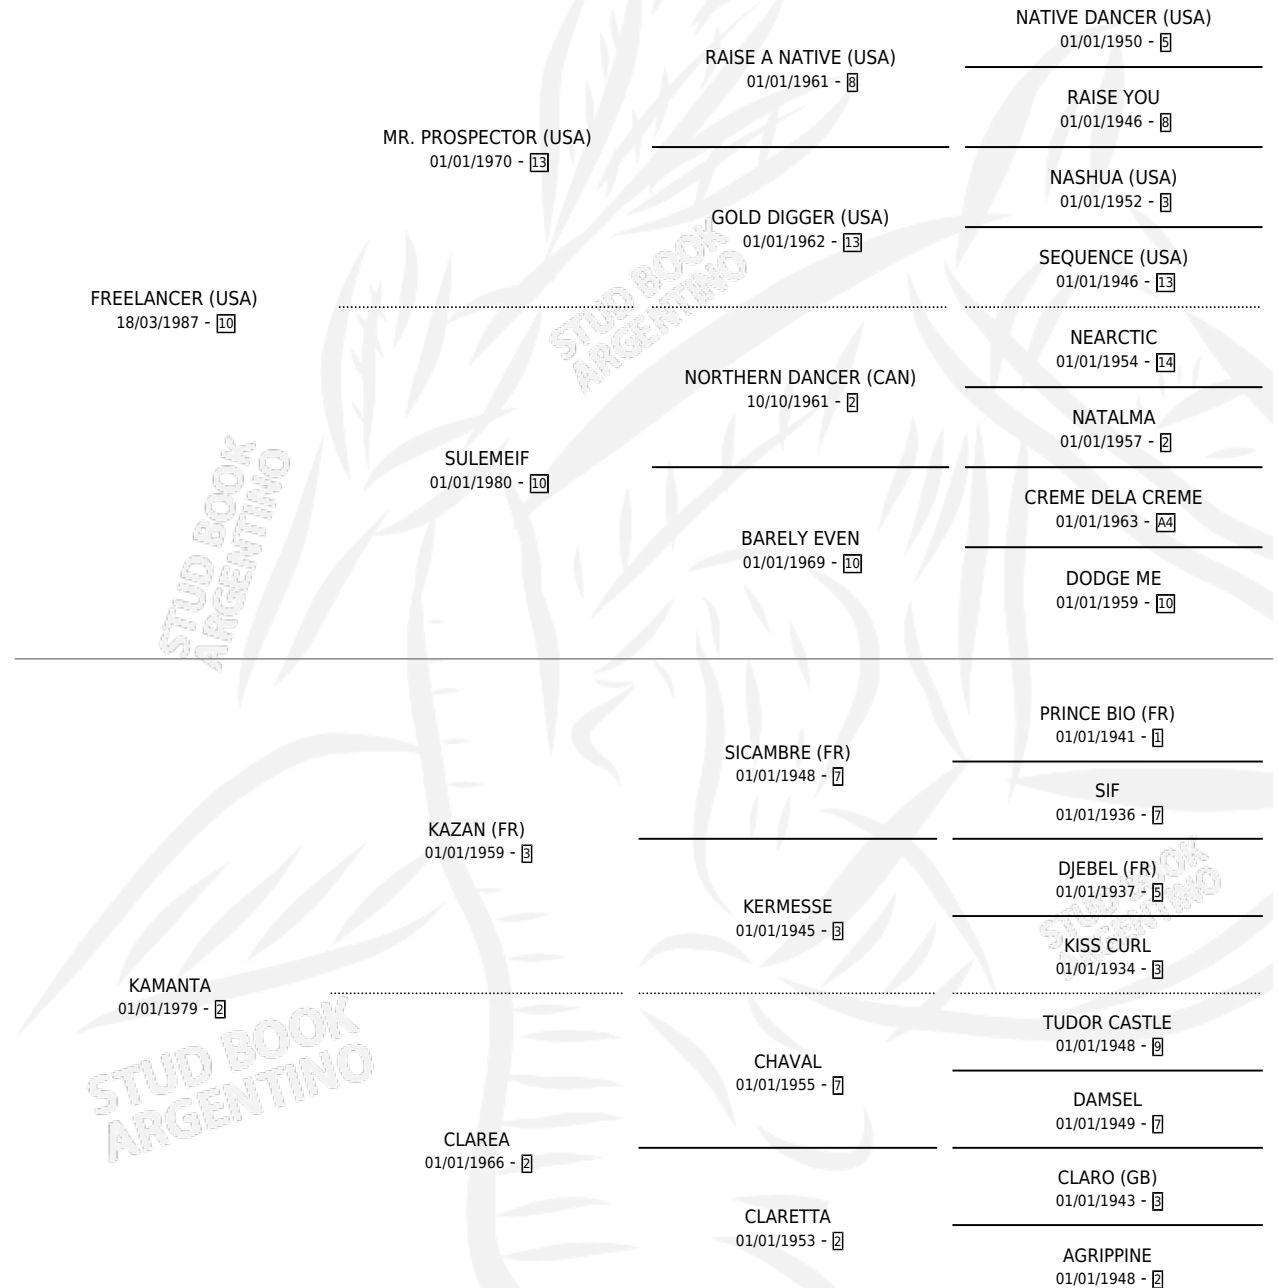 NATIVE DANCER (USA)
01/01/1950 - 5
RAISE A NATIVE (USA)
01/01/1961 - 8
RAISE YOU
01/01/1946 - 8
MR. PROSPECTOR (USA)
01/01/1970 - 13
NASHUA (USA)
01/01/1952 - 3
GOLD DIGGER (USA)
01/01/1962 - 13
SEQUENCE (USA)
01/01/1946 - 13
FREELANCER (USA)
18/03/1987 - 10
NEARCTIC
01/01/1954 - 14
NORTHERN DANCER (CAN)
10/10/1961 - 2
NATALMA
01/01/1957 - 2
SULEMEIF
01/01/1980 - 10
CREME DELA CREME
01/01/1963 - A4
BARELY EVEN
01/01/1969 - 10
DODGE ME
01/01/1959 - 10
PRINCE BIO (FR)
01/01/1941 - 1
SICAMBRE (FR)
01/01/1948 - 7
SIF
01/01/1936 - 7
KAZAN (FR)
01/01/1959 - 3
DJEBEL (FR)
01/01/1937 - 5
KERMESSE
01/01/1945 - 3
KISS CURL
01/01/1934 - 3
KAMANTA
01/01/1979 - 2
TUDOR CASTLE
01/01/1948 - 9
CHAVAL
01/01/1955 - 7
DAMSEL
01/01/1949 - 7
CLAREA
01/01/1966 - 2
CLARO (GB)
01/01/1943 - 3
CLARETTA
01/01/1953 - 2
AGRIPPINE
01/01/1948 - 2
STUD BOOK
ARGENTINO
STUD BOOK
ARGENTINO
STUD BOOK
ARGENTINO
STUD BOOK
ARGENTINO